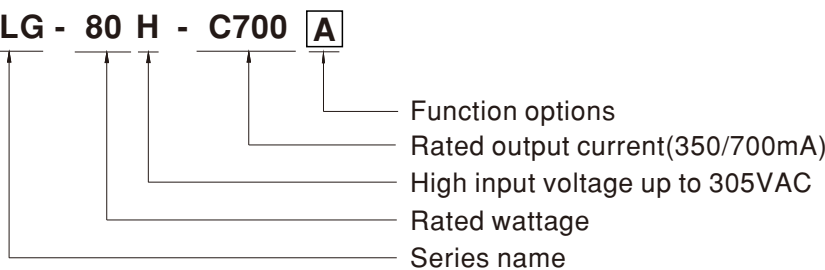 LG - 80 H - C700 A
Function options
Rated output current(350/700mA)
High input voltage up to 305VAC
Rated wattage
Series name